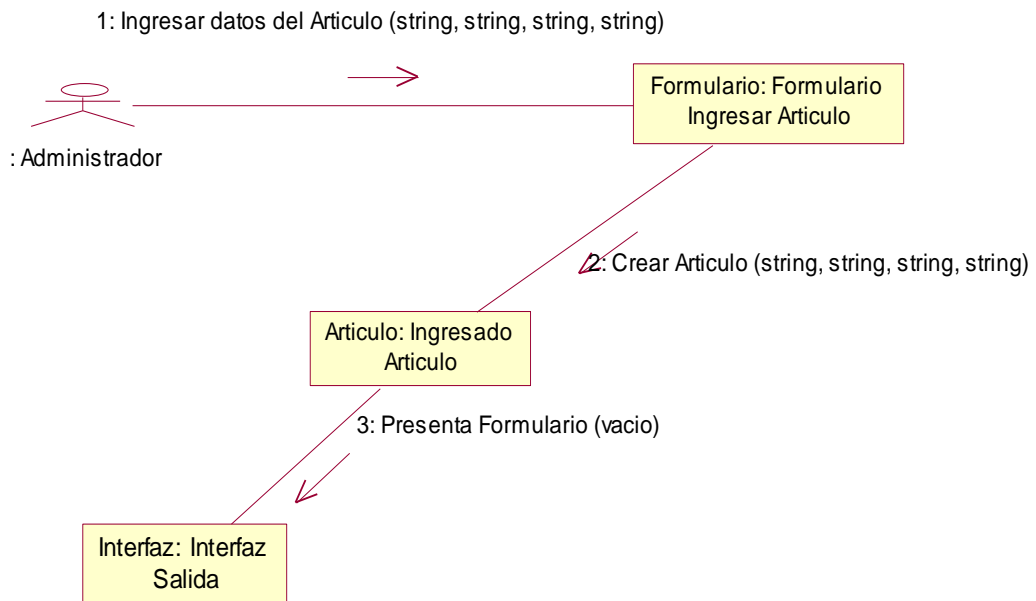 1: Ingresar datos del Articulo (string, string, string, string)
Formulario: Formulario
Ingresar Articulo
: Administrador
2: Crear Articulo (string, string, string, string)
Articulo: Ingresado
Articulo
3: Presenta Formulario (vacio)
Interfaz: Interfaz
Salida